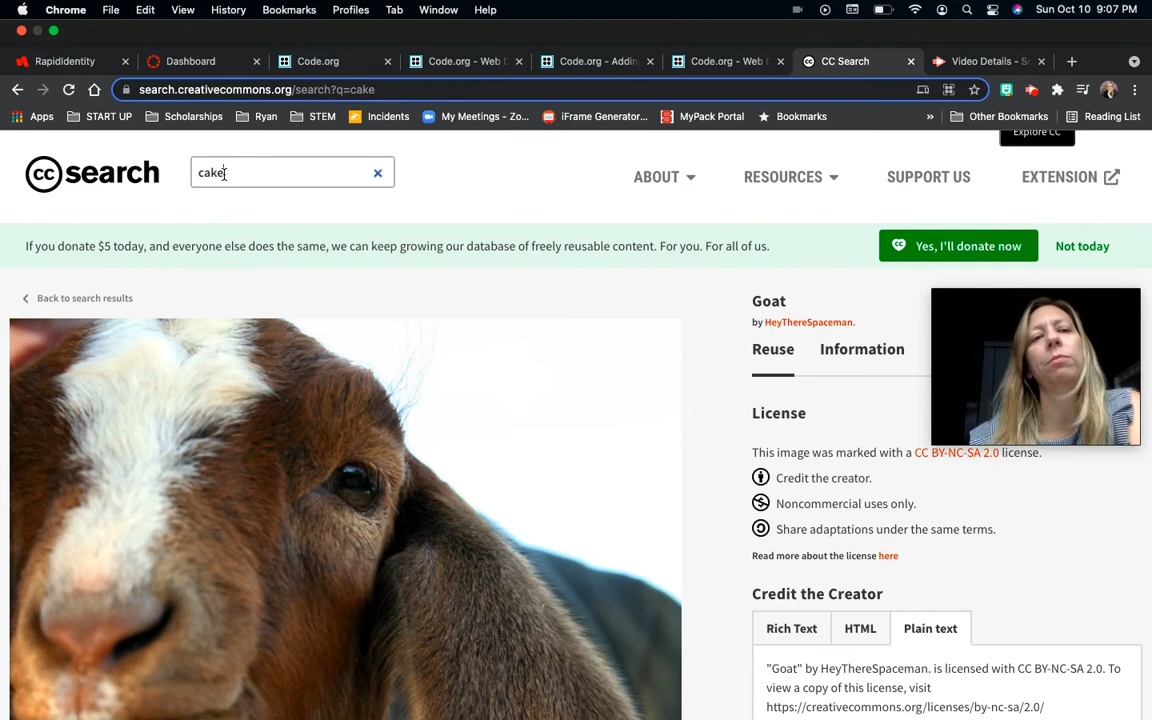 Chrome File Edit View History Bookmarks Profiles Tab Window Help Sun Oct 10 9:07 PM
RapidIdentity Dashboard Code.org Code.org - Web D Code.org - Addin Code.org - Web D CC Search Video Details - Sc
search.creativecommons.org/search?q=cake
Apps START UP Scholarships Ryan STEM Incidents My Meetings - Zo... iFrame Generator... MyPack Portal Bookmarks » Other Bookmarks Reading List
Explore CC
cc search cake ABOUT RESOURCES SUPPORT US EXTENSION
If you donate $5 today, and everyone else does the same, we can keep growing our database of freely reusable content. For you. For all of us. Yes, I'll donate now Not today
Back to search results
Goat
by HeyThereSpaceman.
Reuse Information
License
This image was marked with a CC BY-NC-SA 2.0 license.
Credit the creator.
Noncommercial uses only.
Share adaptations under the same terms.
Read more about the license here
Credit the Creator
Rich Text HTML Plain text
"Goat" by HeyThereSpaceman. is licensed with CC BY-NC-SA 2.0. To
view a copy of this license, visit
https://creativecommons.org/licenses/by-nc-sa/2.0/